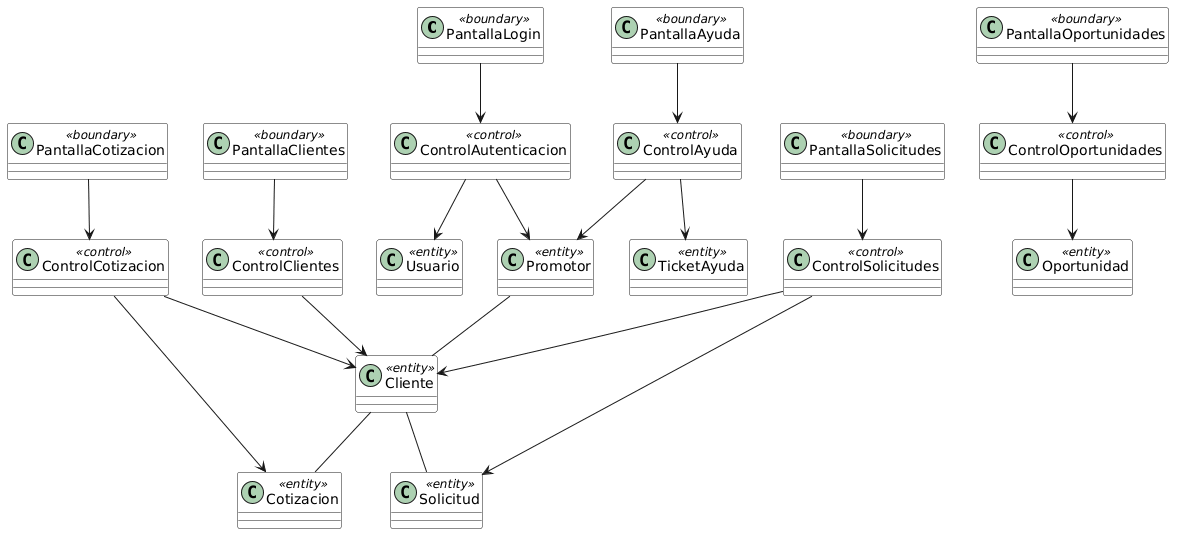 «boundary»
PantallaLogin
«boundary»
PantallaAyuda
«boundary»
PantallaOportunidades
«boundary»
PantallaCotizacion
«boundary»
PantallaClientes
«control»
ControlAutenticacion
«control»
ControlAyuda
«boundary»
PantallaSolicitudes
«control»
ControlOportunidades
«control»
ControlCotizacion
«control»
ControlClientes
«entity»
Usuario
«entity»
Promotor
«entity»
TicketAyuda
«control»
ControlSolicitudes
«entity»
Oportunidad
«entity»
Cliente
«entity»
Cotizacion
«entity»
Solicitud